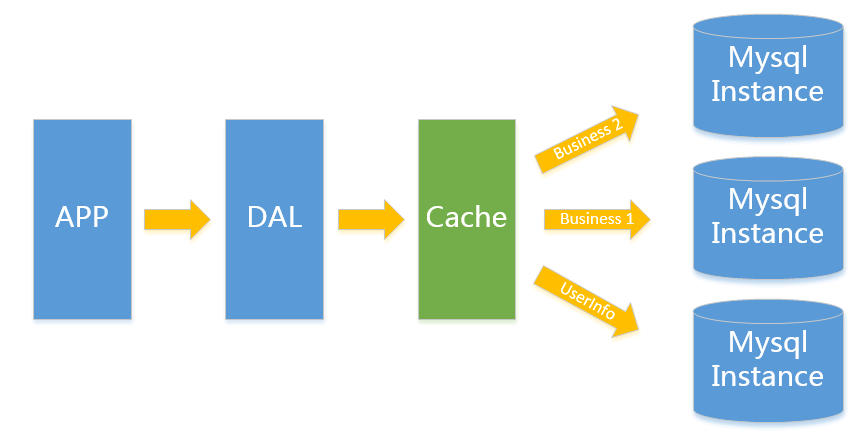 APP
DAL
Cache
Business 2
Business 1
UserInfo
Mysql
Instance
Mysql
Instance
Mysql
Instance